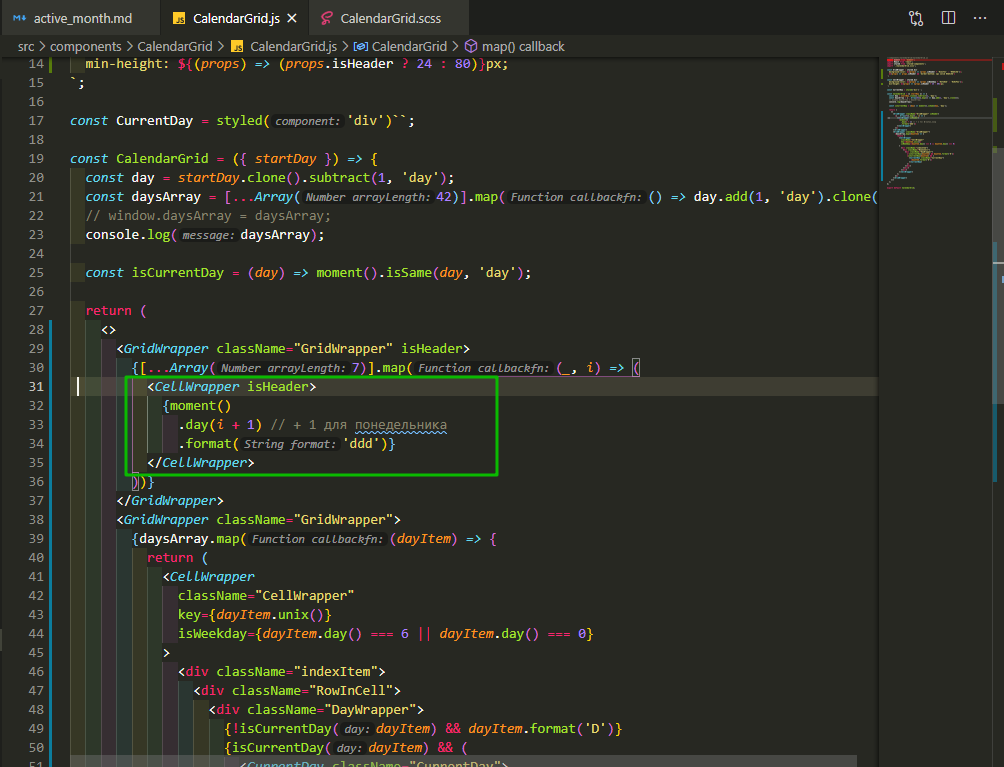 active_month.md CalendarGrid.js CalendarGrid.scss
src > components > CalendarGrid > JS CalendarGrid.js > CalendarGrid > map() callback
14 min-height: ${(props) => (props.isHeader ? 24 : 80)}px;
15 `;
16
17 const CurrentDay = styled( component: 'div')``;
18
19 const CalendarGrid = ({ startDay }) => {
20 const day = startDay.clone().subtract(1, 'day');
21 const daysArray = [...Array( Number arrayLength: 42)].map( Function callbackfn: () => day.add(1, 'day').clone(
22 // window.daysArray = daysArray;
23 console.log( message: daysArray);
24
25 const isCurrentDay = (day) => moment().isSame(day, 'day');
26
27 return (
28 <>
29 <GridWrapper className="GridWrapper" isHeader>
30 {[...Array( Number arrayLength: 7)].map( Function callbackfn: (_, i) => (
31 <CellWrapper isHeader>
32 {moment()
33 .day(i + 1) // + 1 для понедельника
34 .format( String format: 'ddd')}
35 </CellWrapper>
36 ))}
37 </GridWrapper>
38 <GridWrapper className="GridWrapper">
39 {daysArray.map( Function callbackfn: (dayItem) => {
40 return (
41 <CellWrapper
42 className="CellWrapper"
43 key={dayItem.unix()}
44 isWeekday={dayItem.day() === 6 || dayItem.day() === 0}
45 >
46 <div className="indexItem">
47 <div className="RowInCell">
48 <div className="DayWrapper">
49 {!isCurrentDay( day: dayItem) && dayItem.format('D')}
50 {isCurrentDay( day: dayItem) && (
51 <CurrentDay className="CurrentDay">